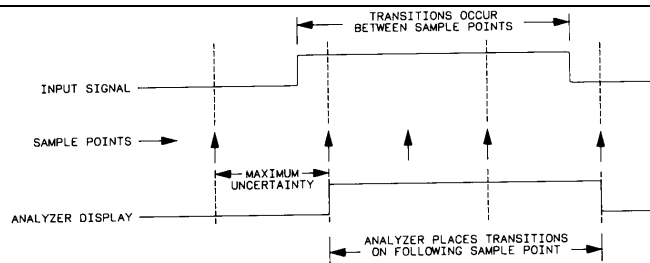 TRANSITIONS OCCUR
BETWEEN SAMPLE POINTS
INPUT SIGNAL
SAMPLE POINTS
MAXIMUM
UNCERTAINTY
ANALYZER DISPLAY
ANALYZER PLACES TRANSITIONS
ON FOLLOWING SAMPLE POINT